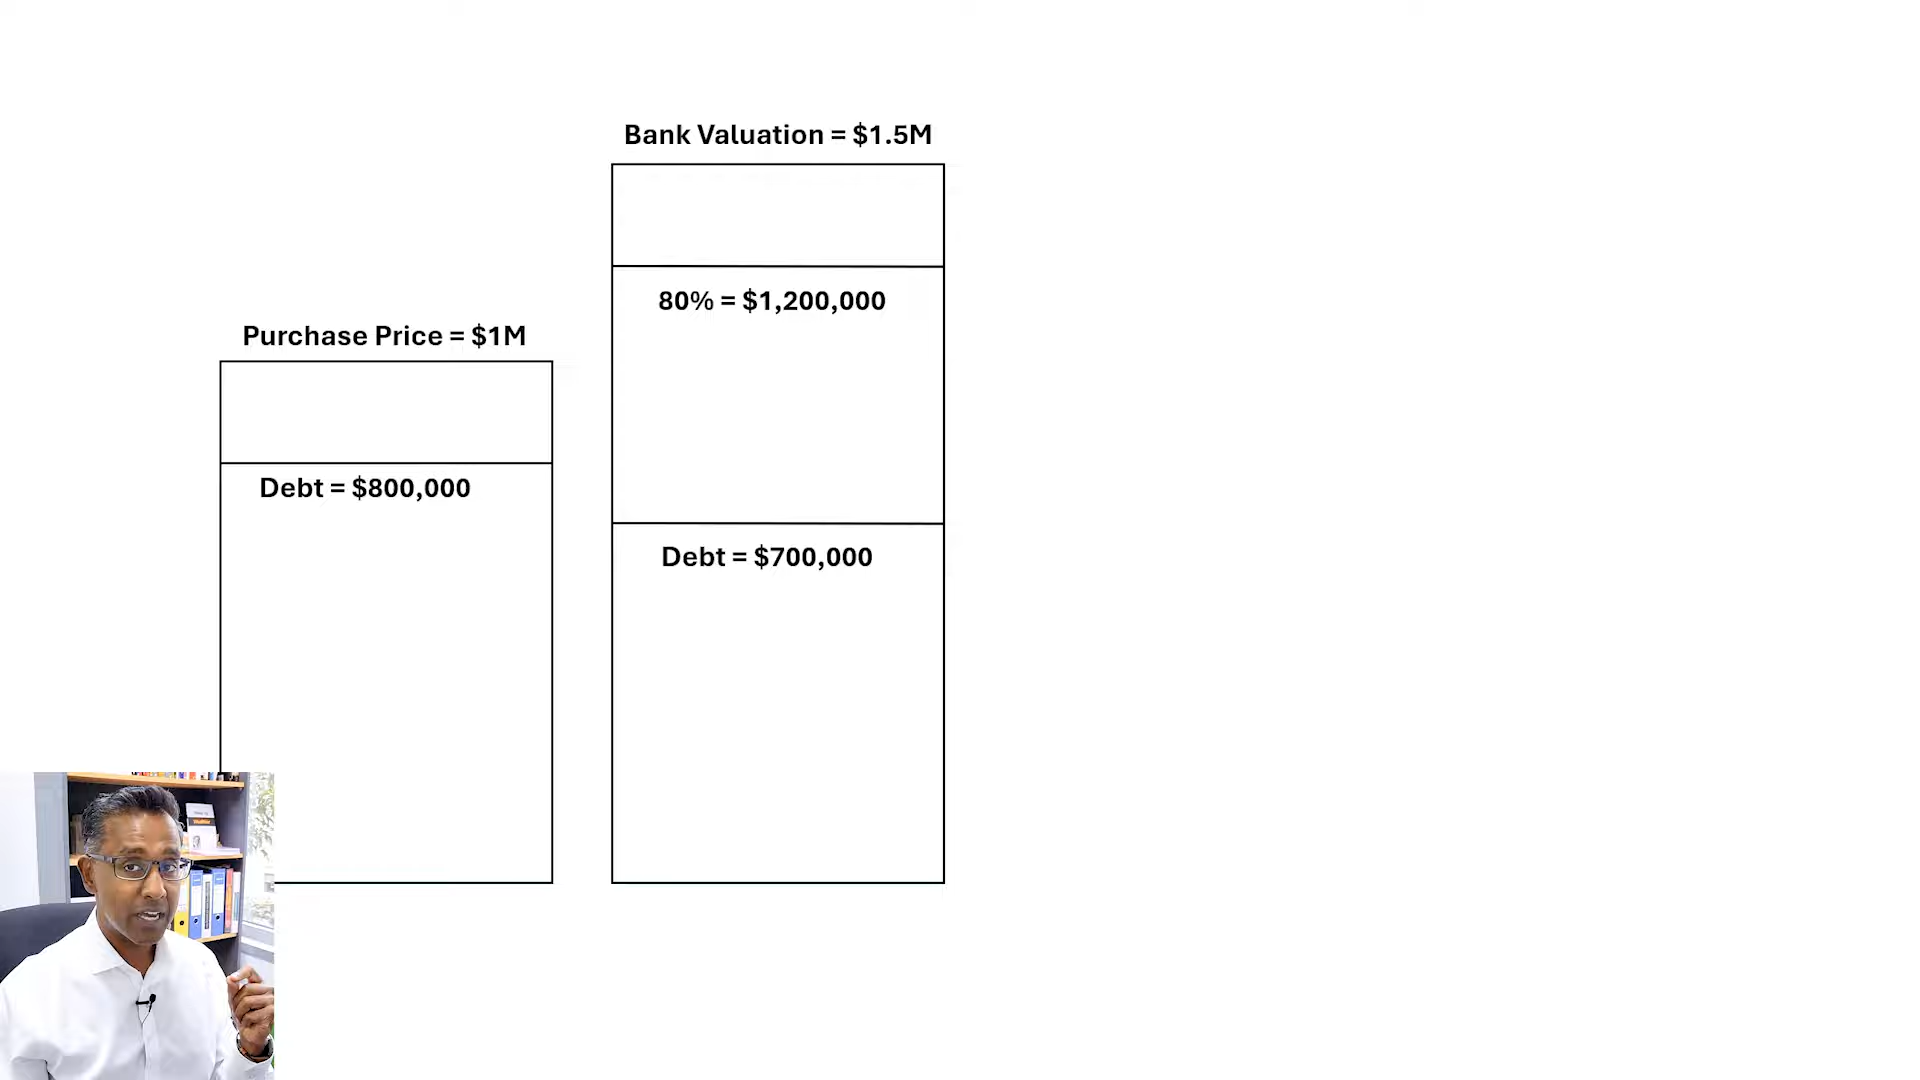 Bank Valuation = $1.5M
80% = $1,200,000
Purchase Price = $1M
Debt = $800,000
Debt = $700,000